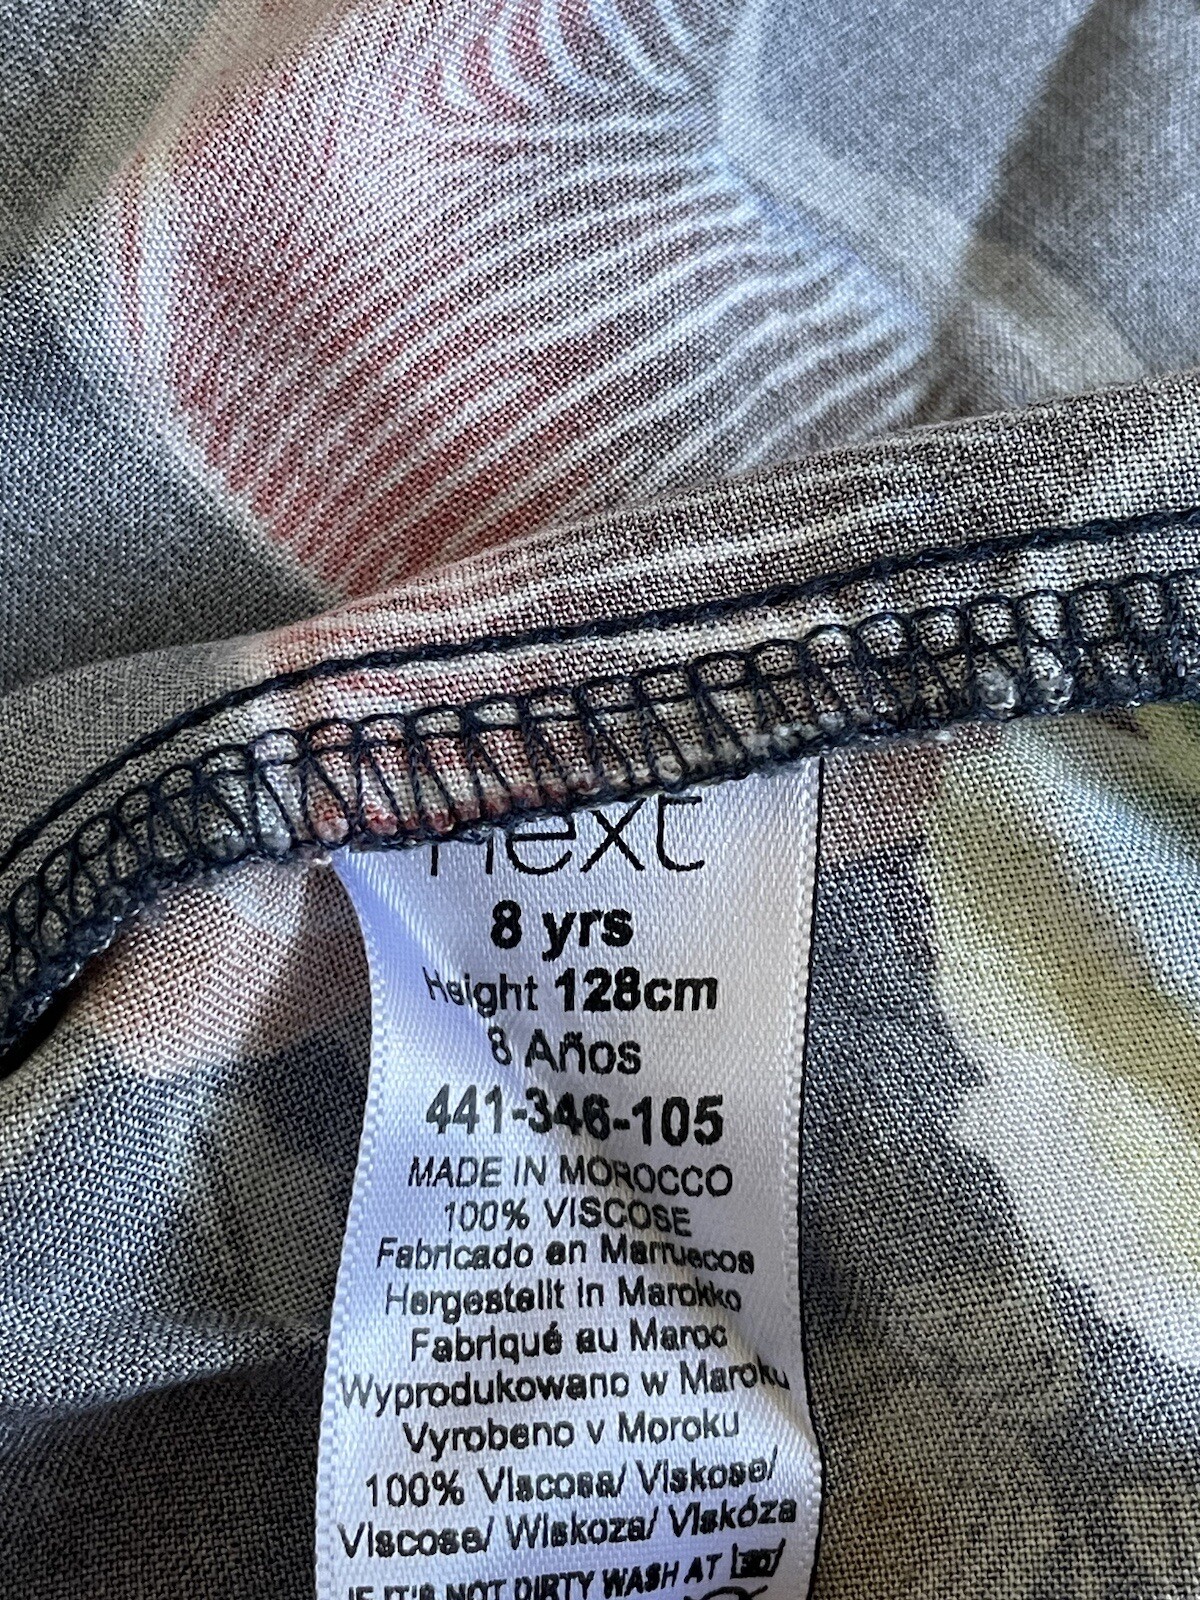 next
8 yrs
Height 128cm
8 Años
441-346-105
MADE IN MOROCCO
100% VISCOSE
Fabricado en Marruecos
Hergestellt in Marokko
Fabriqué au Maroc
Wyprodukowano w Maroku
Vyrobeno v Moroku
100% Viscosa/ Viskose/
Viscose/ Wiskoza/ Viskóza
IF IT'S NOT DIRTY WASH AT 30